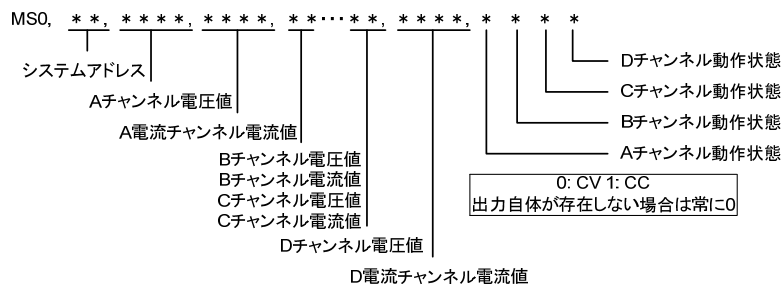 MS0, **, ****, ****, **…**, ****, * * * *
システムアドレス
Dチャンネル動作状態
Aチャンネル電圧値
Cチャンネル動作状態
A電流チャンネル電流値
Bチャンネル動作状態
Bチャンネル電圧値
Aチャンネル動作状態
Bチャンネル電流値
Cチャンネル電圧値
Cチャンネル電流値
0: CV 1: CC
出力自体が存在しない場合は常に0
Dチャンネル電圧値
D電流チャンネル電流値